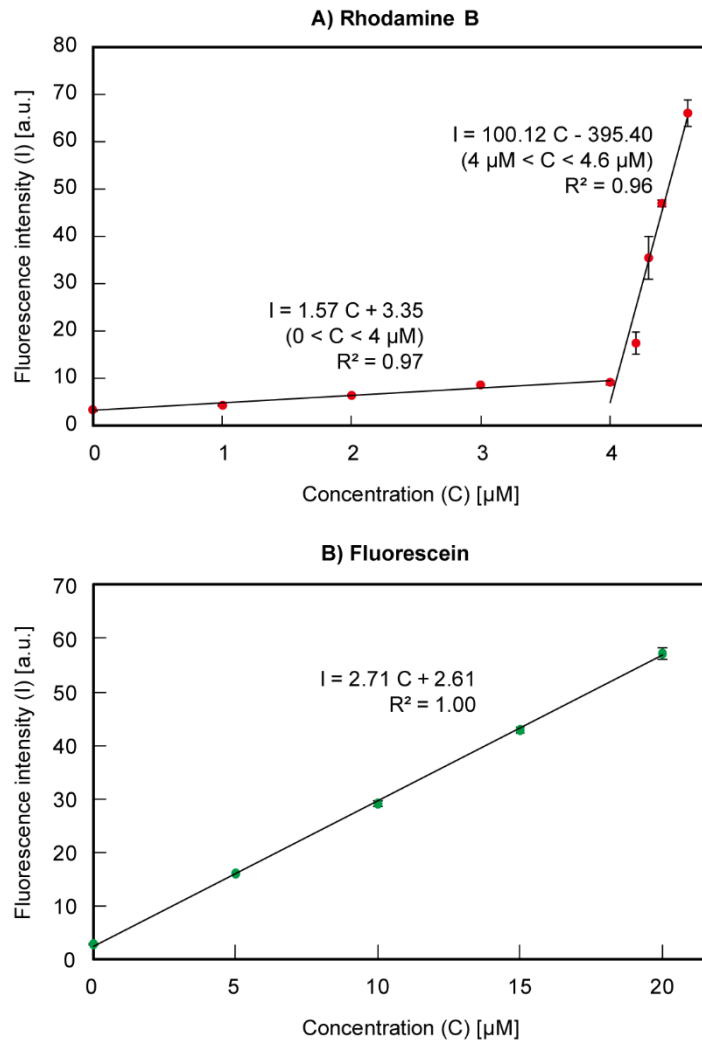 A) Rhodamine B
80
70
60
50
40
30
20
10
0
Fluorescence intensity (I) [a.u.]
I = 100.12 C - 395.40
(4 µM < C < 4.6 µM)
R² = 0.96
I = 1.57 C + 3.35
(0 < C < 4 µM)
R² = 0.97
0 1 2 3 4
Concentration (C) [µM]
B) Fluorescein
70
60
50
40
30
20
10
0
Fluorescence intensity (I) [a.u.]
I = 2.71 C + 2.61
R² = 1.00
0 5 10 15 20
Concentration (C) [µM]